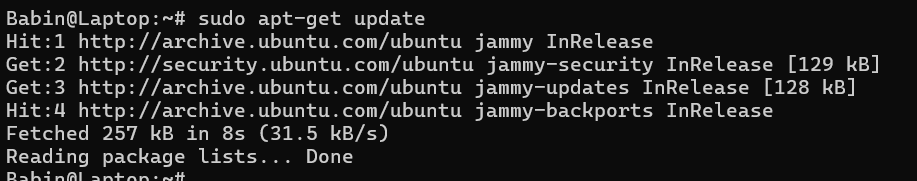 Babin@Laptop:~# sudo apt-get update
Hit:1 http://archive.ubuntu.com/ubuntu jammy InRelease
Get:2 http://security.ubuntu.com/ubuntu jammy-security InRelease [129 kB]
Get:3 http://archive.ubuntu.com/ubuntu jammy-updates InRelease [128 kB]
Hit:4 http://archive.ubuntu.com/ubuntu jammy-backports InRelease
Fetched 257 kB in 8s (31.5 kB/s)
Reading package lists... Done
Babin@Laptop:~#